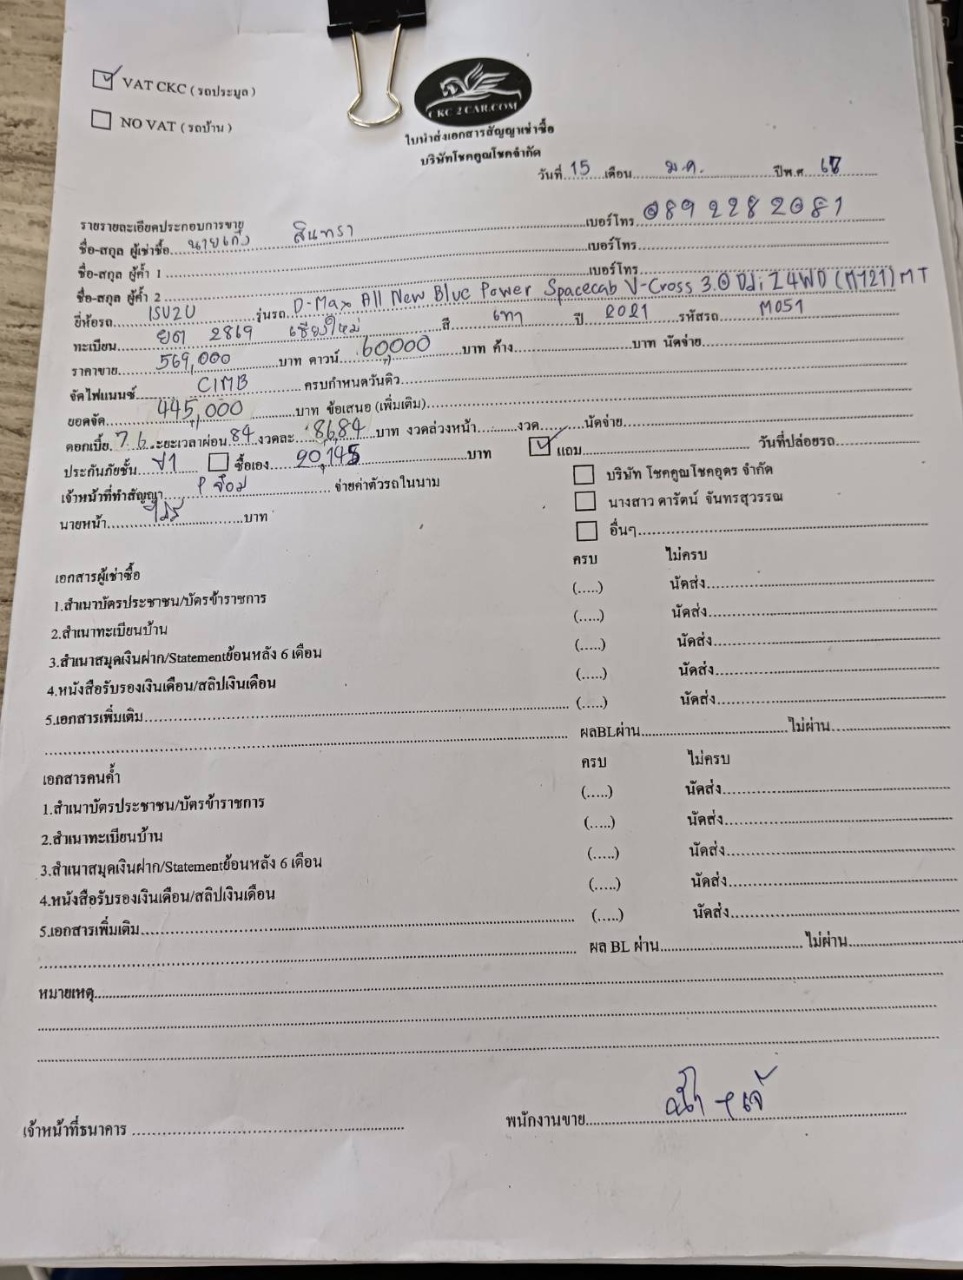 VAT CKC ( รถประมูล )
NO VAT ( รถบ้าน )
CKC 2 CAR.COM
ใบนำส่งเอกสารสัญญาเช่าซื้อ
บริษัทโชคคูณโชคจำกัด
วันที่ 15 เดือน ม.ค. ปีพ.ศ. 67
รายรายละเอียดประกอบการขาย
ชื่อ-สกุล ผู้เช่าซื้อ นายเก๋ง สินทรา เบอร์โทร 089 228 2081
ชื่อ-สกุล ผู้ค้ำ 1 เบอร์โทร
ชื่อ-สกุล ผู้ค้ำ 2 เบอร์โทร
ยี่ห้อรถ ISUZU รุ่นรถ D-Max All New Blue Power Spacecab V-Cross 3.0 Ddi Z 4WD (M121) MT
ทะเบียน ยต 2869 เชียงใหม่ สี เทา ปี 2021 รหัสรถ M051
ราคาขาย 569,000 บาท ดาวน์ 60000 บาท ค้าง บาท นัดจ่าย
จัดไฟแนนซ์ CIMB ครบกำหนดวันติว
ยอดจัด 445,000 บาท ข้อเสนอ (เพิ่มเติม)
ดอกเบี้ย 7.6 ระยะเวลาผ่อน 84 งวดละ 8684 บาท งวดล่วงหน้า งวด นัดจ่าย
ประกันภัยชั้น ป1 ซื้อเอง 20,145 บาท แถม วันที่ปล่อยรถ
เจ้าหน้าที่ทำสัญญา P จ๋อม จ่ายค่าตัวรถในนาม บริษัท โชคคูณโชคอุดร จำกัด
นายหน้า ไม่มี บาท นางสาว ดารัตน์ จันทรสุวรรณ
อื่นๆ
เอกสารผู้เช่าซื้อ ครบ ไม่ครบ
1.สำเนาบัตรประชาชน/บัตรข้าราชการ (.....) นัดส่ง
2.สำเนาทะเบียนบ้าน (.....) นัดส่ง
3.สำเนาสมุดเงินฝาก/Statementย้อนหลัง 6 เดือน (.....) นัดส่ง
4.หนังสือรับรองเงินเดือน/สลิปเงินเดือน (.....) นัดส่ง
5.เอกสารเพิ่มเติม (.....) นัดส่ง
ผลBLผ่าน ไม่ผ่าน
เอกสารคนค้ำ ครบ ไม่ครบ
1.สำเนาบัตรประชาชน/บัตรข้าราชการ (.....) นัดส่ง
2.สำเนาทะเบียนบ้าน (.....) นัดส่ง
3.สำเนาสมุดเงินฝาก/Statementย้อนหลัง 6 เดือน (.....) นัดส่ง
4.หนังสือรับรองเงินเดือน/สลิปเงินเดือน (.....) นัดส่ง
5.เอกสารเพิ่มเติม (.....) นัดส่ง
ผล BL ผ่าน ไม่ผ่าน
หมายเหตุ
เจ้าหน้าที่ธนาคาร พนักงานขาย